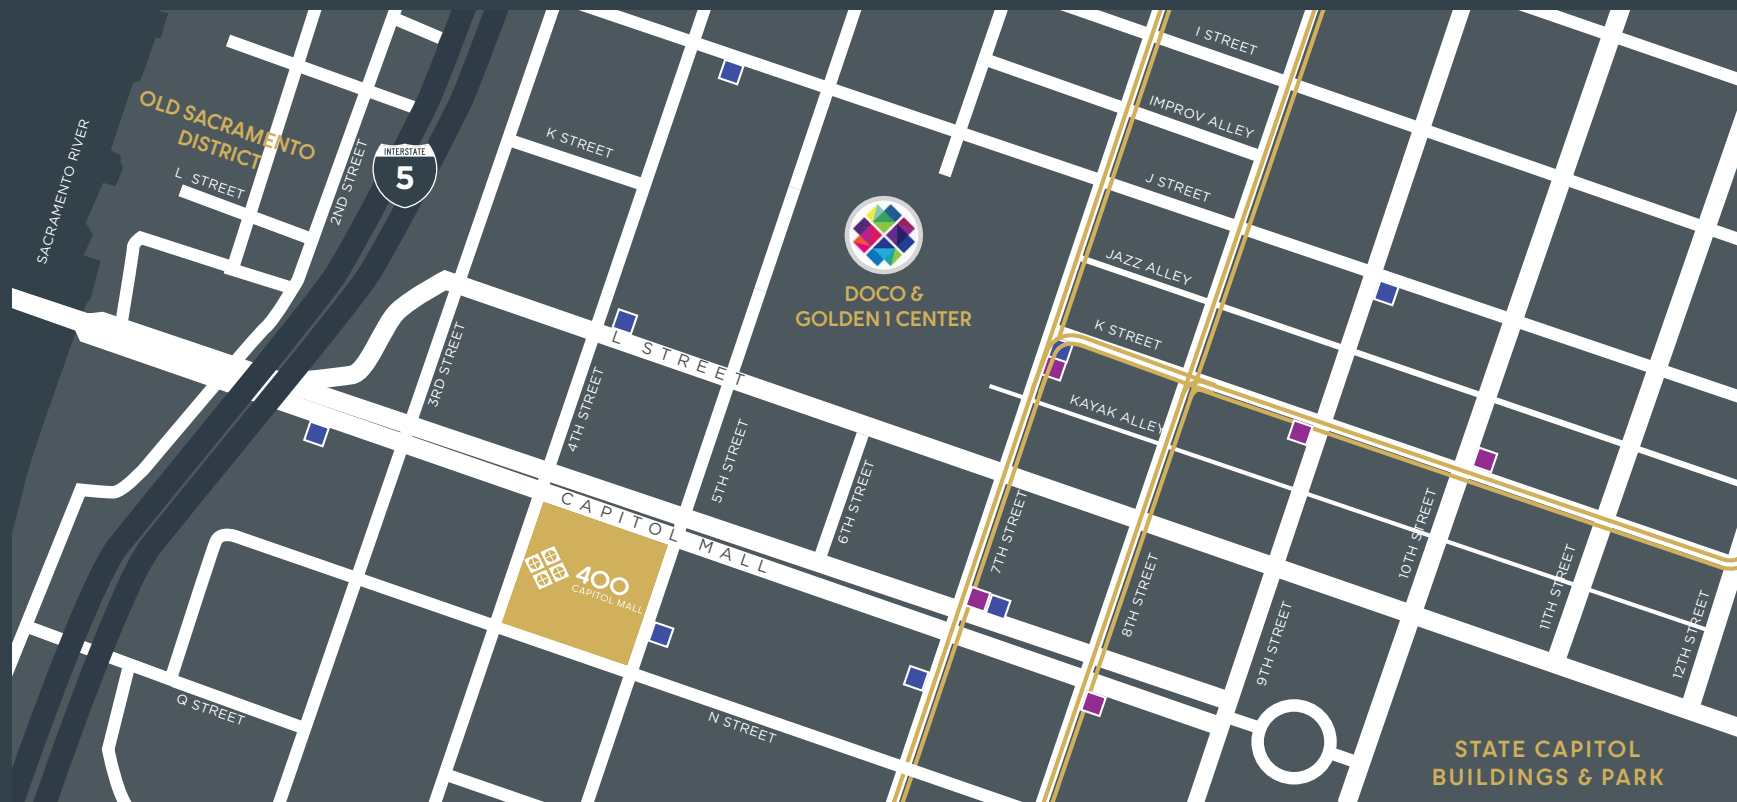 I STREET
OLD SACRAMENTO
DISTRICT
IMPROV ALLEY
K STREET
INTERSTATE
5
2ND STREET
L STREET
SACRAMENTO RIVER
J STREET
JAZZ ALLEY
DOCO &
GOLDEN 1 CENTER
K STREET
L STREET
3RD STREET
4TH STREET
KAYAK ALLEY
5TH STREET
6TH STREET
CAPITOL MALL
7TH STREET
8TH STREET
9TH STREET
10TH STREET
11TH STREET
12TH STREET
400
CAPITOL MALL
Q STREET
N STREET
STATE CAPITOL
BUILDINGS & PARK